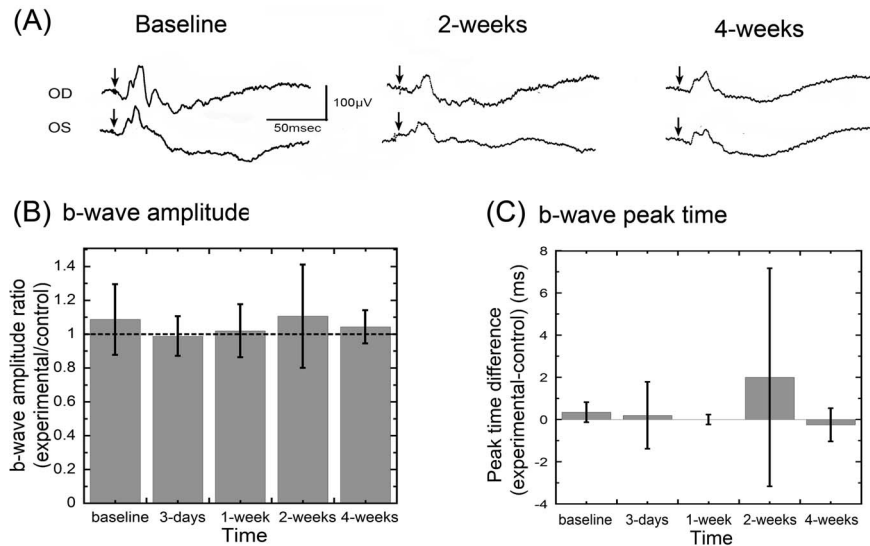 (A) Baseline 2-weeks 4-weeks
OD
OS
100µV
50msec
(B) b-wave amplitude
b-wave amplitude ratio
(experimental/control)
1.4
1.2
1.0
0.8
0.6
0.4
0.2
0
baseline 3-days 1-week 2-weeks 4-weeks
Time
(C) b-wave peak time
Peak time difference
(experimental-control) (ms)
8
6
4
2
0
-2
-4
baseline 3-days 1-week 2-weeks 4-weeks
Time